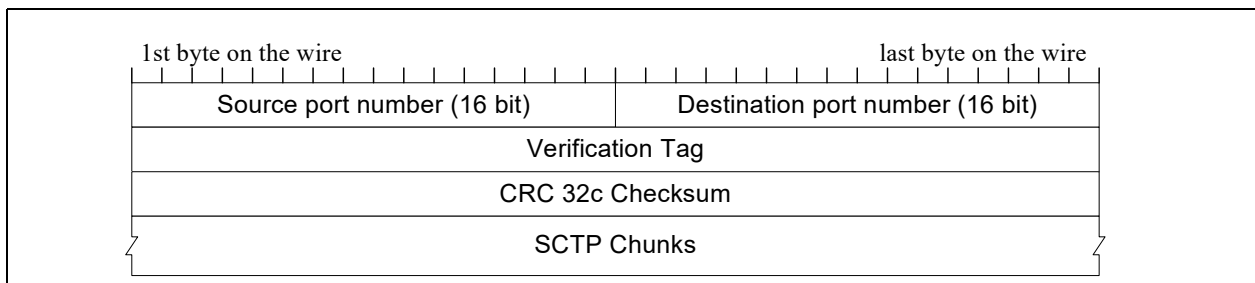 1st byte on the wire last byte on the wire
Source port number (16 bit) Destination port number (16 bit)
Verification Tag
CRC 32c Checksum
SCTP Chunks